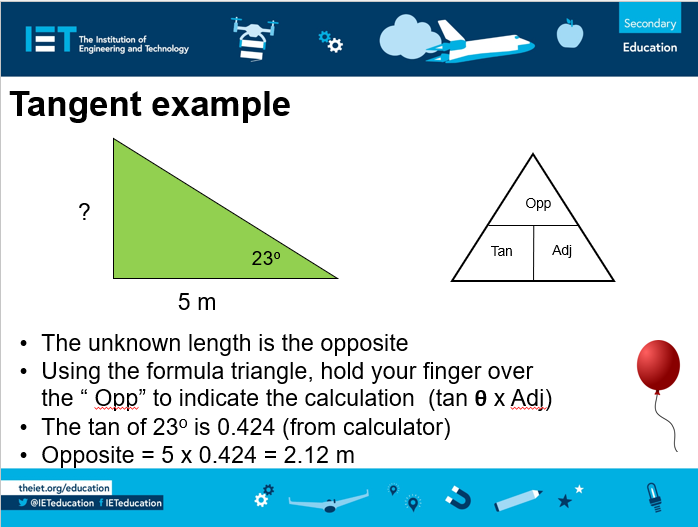 IET The Institution of
Engineering and Technology
Secondary
Education
Tangent example
?
23º
5 m
Opp
Tan
Adj
• The unknown length is the opposite
• Using the formula triangle, hold your finger over
the “ Opp” to indicate the calculation  (tan θ x Adj)
• The tan of 23º is 0.424 (from calculator)
• Opposite = 5 x 0.424 = 2.12 m
theiet.org/education
@IETeducation f IETeducation